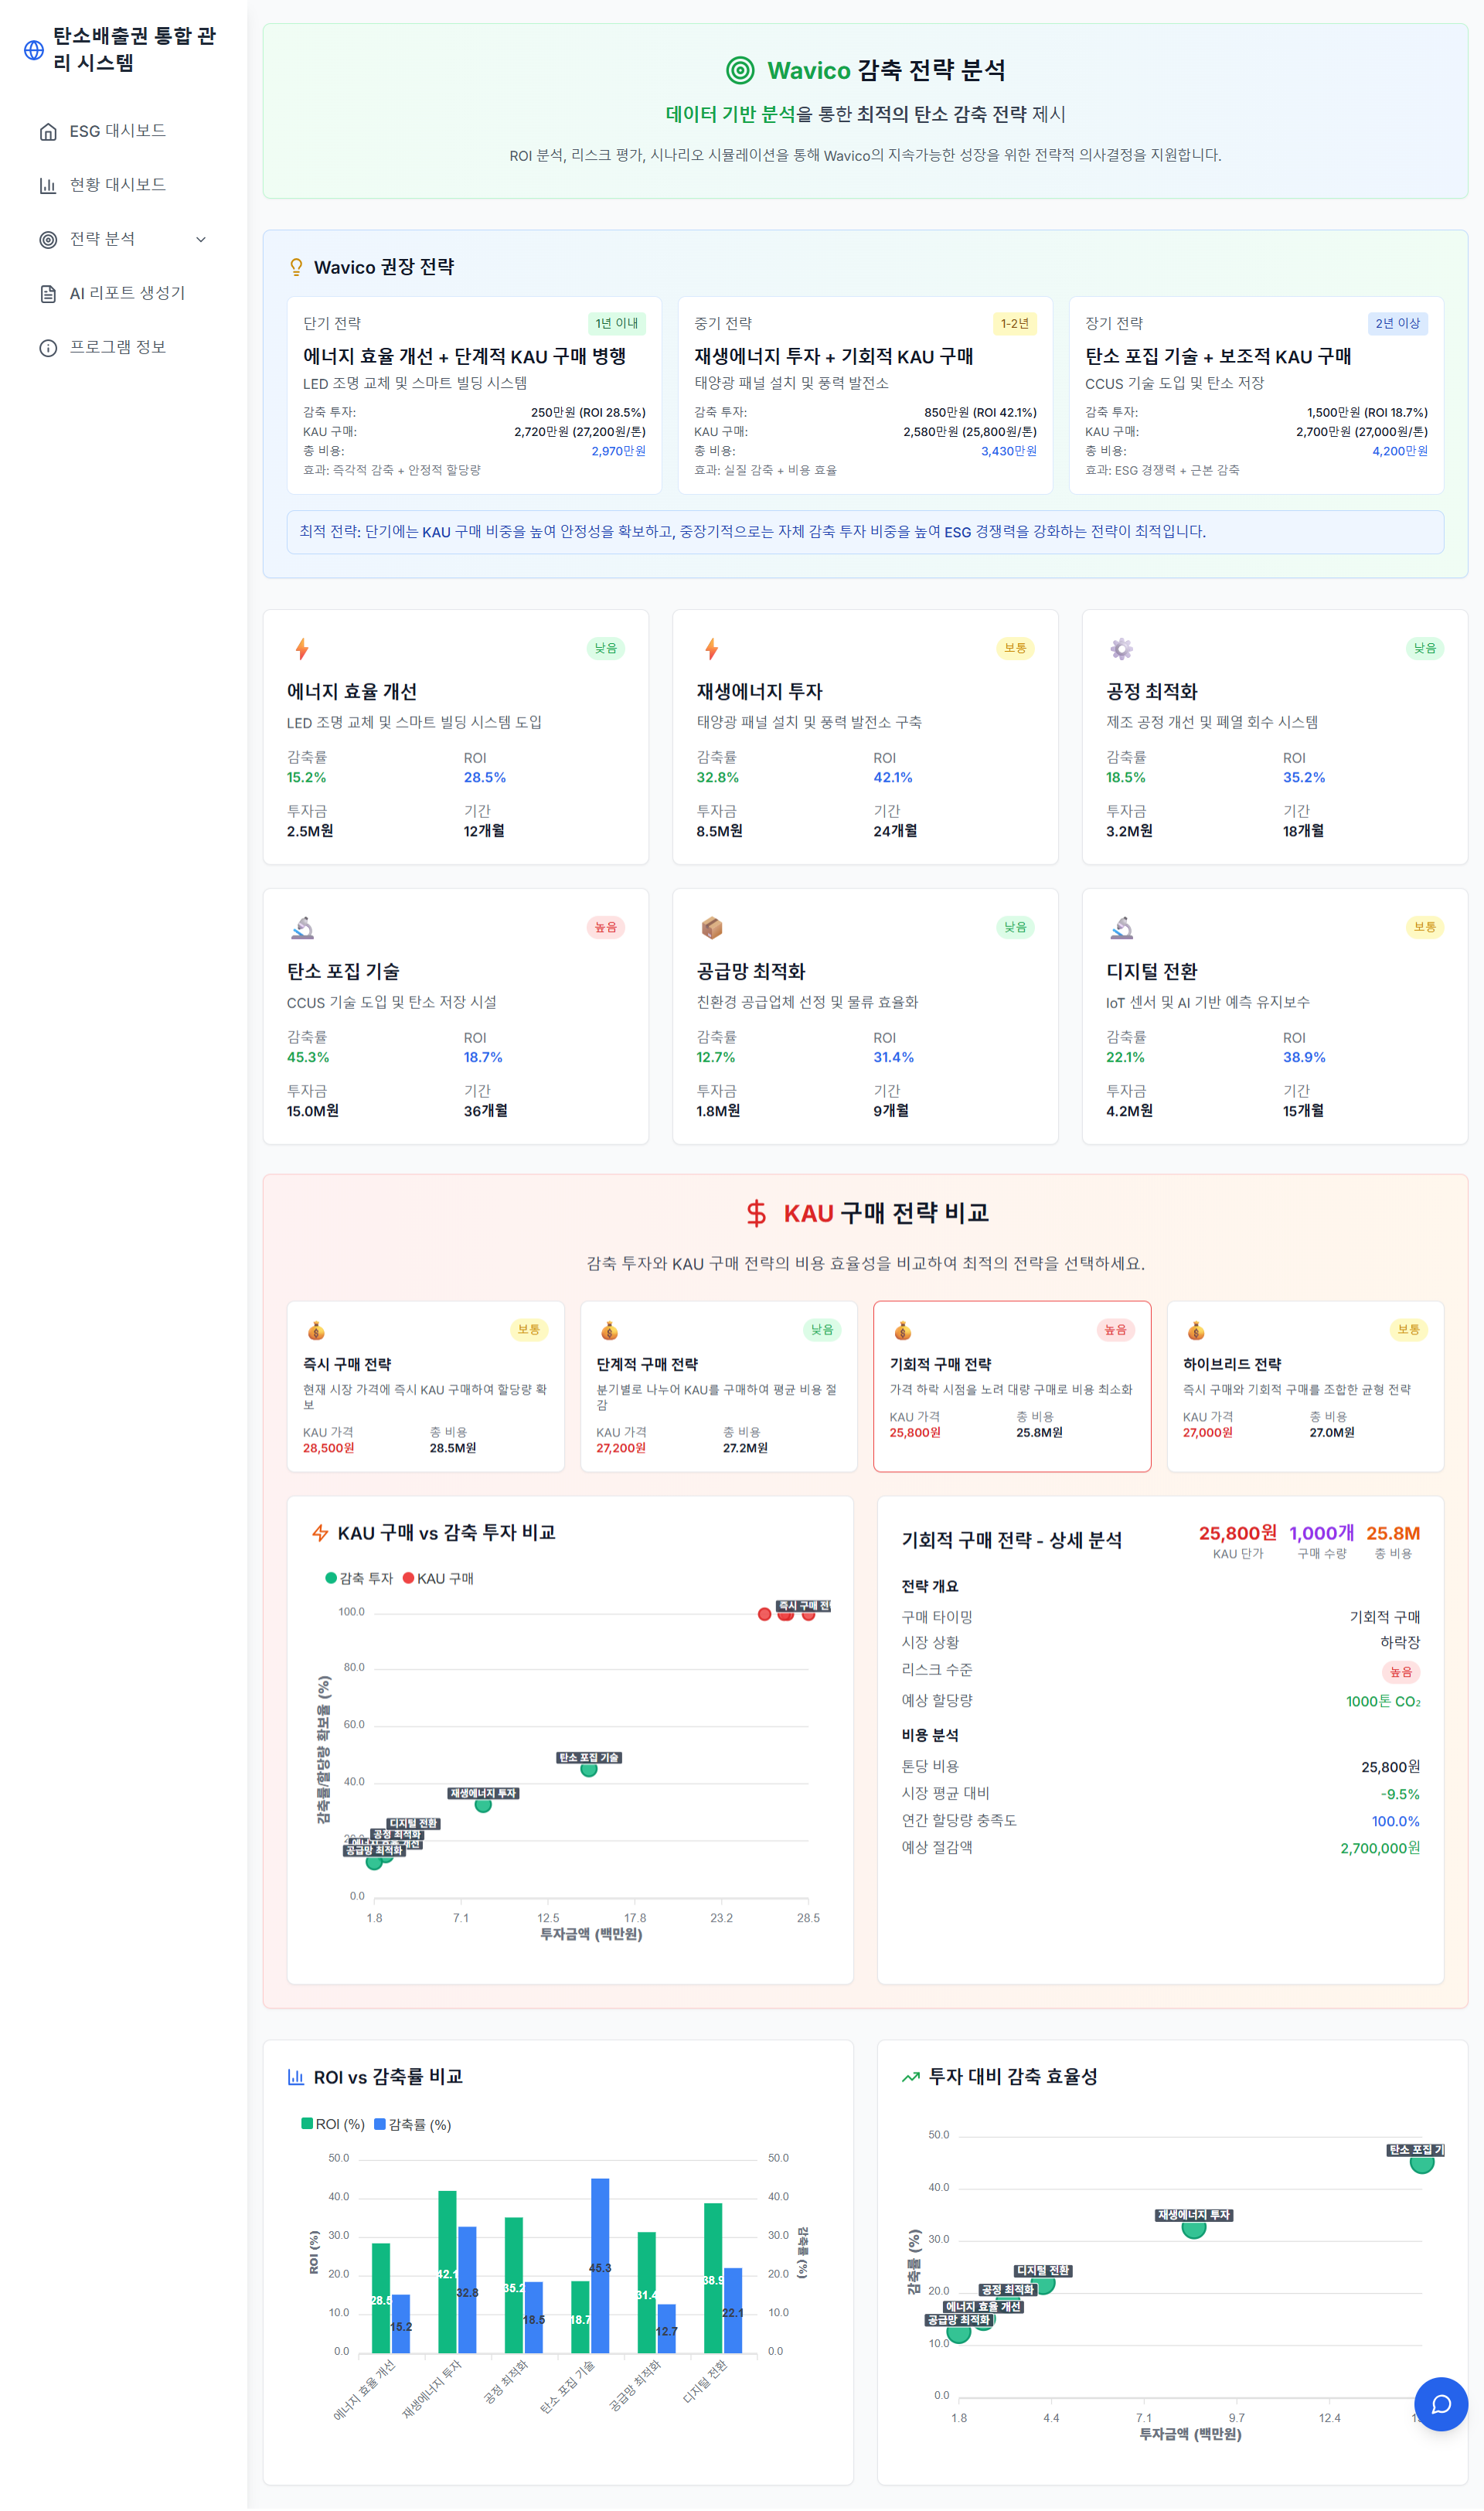 탄소배출권 통합 관
리 시스템
ESG 대시보드
현황 대시보드
전략 분석
AI 리포트 생성기
프로그램 정보
Wavico 감축 전략 분석
데이터 기반 분석을 통한 최적의 탄소 감축 전략 제시
ROI 분석, 리스크 평가, 시나리오 시뮬레이션을 통해 Wavico의 지속가능한 성장을 위한 전략적 의사결정을 지원합니다.
Wavico 권장 전략
단기 전략 1년 이내
에너지 효율 개선 + 단계적 KAU 구매 병행
LED 조명 교체 및 스마트 빌딩 시스템
감축 투자: 250만원 (ROI 28.5%)
KAU 구매: 2,720만원 (27,200원/톤)
총 비용: 2,970만원
효과: 즉각적 감축 + 안정적 할당량
중기 전략 1-2년
재생에너지 투자 + 기회적 KAU 구매
태양광 패널 설치 및 풍력 발전소
감축 투자: 850만원 (ROI 42.1%)
KAU 구매: 2,580만원 (25,800원/톤)
총 비용: 3,430만원
효과: 실질 감축 + 비용 효율
장기 전략 2년 이상
탄소 포집 기술 + 보조적 KAU 구매
CCUS 기술 도입 및 탄소 저장
감축 투자: 1,500만원 (ROI 18.7%)
KAU 구매: 2,700만원 (27,000원/톤)
총 비용: 4,200만원
효과: ESG 경쟁력 + 근본 감축
최적 전략: 단기에는 KAU 구매 비중을 높여 안정성을 확보하고, 중장기적으로는 자체 감축 투자 비중을 높여 ESG 경쟁력을 강화하는 전략이 최적입니다.
낮음
에너지 효율 개선
LED 조명 교체 및 스마트 빌딩 시스템 도입
감축률 ROI
15.2% 28.5%
투자금 기간
2.5M원 12개월
보통
재생에너지 투자
태양광 패널 설치 및 풍력 발전소 구축
감축률 ROI
32.8% 42.1%
투자금 기간
8.5M원 24개월
낮음
공정 최적화
제조 공정 개선 및 폐열 회수 시스템
감축률 ROI
18.5% 35.2%
투자금 기간
3.2M원 18개월
높음
탄소 포집 기술
CCUS 기술 도입 및 탄소 저장 시설
감축률 ROI
45.3% 18.7%
투자금 기간
15.0M원 36개월
낮음
공급망 최적화
친환경 공급업체 선정 및 물류 효율화
감축률 ROI
12.7% 31.4%
투자금 기간
1.8M원 9개월
보통
디지털 전환
IoT 센서 및 AI 기반 예측 유지보수
감축률 ROI
22.1% 38.9%
투자금 기간
4.2M원 15개월
KAU 구매 전략 비교
감축 투자와 KAU 구매 전략의 비용 효율성을 비교하여 최적의 전략을 선택하세요.
보통
즉시 구매 전략
현재 시장 가격에 즉시 KAU 구매하여 할당량 확
보
KAU 가격 총 비용
28,500원 28.5M원
낮음
단계적 구매 전략
분기별로 나누어 KAU를 구매하여 평균 비용 절
감
KAU 가격 총 비용
27,200원 27.2M원
높음
기회적 구매 전략
가격 하락 시점을 노려 대량 구매로 비용 최소화
KAU 가격 총 비용
25,800원 25.8M원
보통
하이브리드 전략
즉시 구매와 기회적 구매를 조합한 균형 전략
KAU 가격 총 비용
27,000원 27.0M원
KAU 구매 vs 감축 투자 비교
감축 투자 KAU 구매
감축률/할당량 확보율 (%)
100.0
80.0
60.0
40.0
20.0
0.0
즉시 구매 전
탄소 포집 기술
재생에너지 투자
디지털 전환
공정 최적화
개선
공급망 최적화
1.8 7.1 12.5 17.8 23.2 28.5
투자금액 (백만원)
기회적 구매 전략 - 상세 분석
25,800원 1,000개 25.8M
KAU 단가 구매 수량 총 비용
전략 개요
구매 타이밍 기회적 구매
시장 상황 하락장
리스크 수준 높음
예상 할당량 1000톤 CO₂
비용 분석
톤당 비용 25,800원
시장 평균 대비 -9.5%
연간 할당량 충족도 100.0%
예상 절감액 2,700,000원
ROI vs 감축률 비교
ROI (%) 감축률 (%)
ROI (%)
50.0
40.0
30.0
20.0
10.0
0.0
28.5 15.2
42.1 32.8
35.2 18.5
18.7 45.3
31.4 12.7
38.9 22.1
50.0
40.0
30.0
20.0
10.0
0.0
감축률 (%)
에너지 효율 개선
재생에너지 투자
공정 최적화
탄소 포집 기술
공급망 최적화
디지털 전환
투자 대비 감축 효율성
감축률 (%)
50.0
40.0
30.0
20.0
10.0
0.0
탄소 포집 기
재생에너지 투자
디지털 전환
공정 최적화
에너지 효율 개선
공급망 최적화
1.8 4.4 7.1 9.7 12.4
투자금액 (백만원)